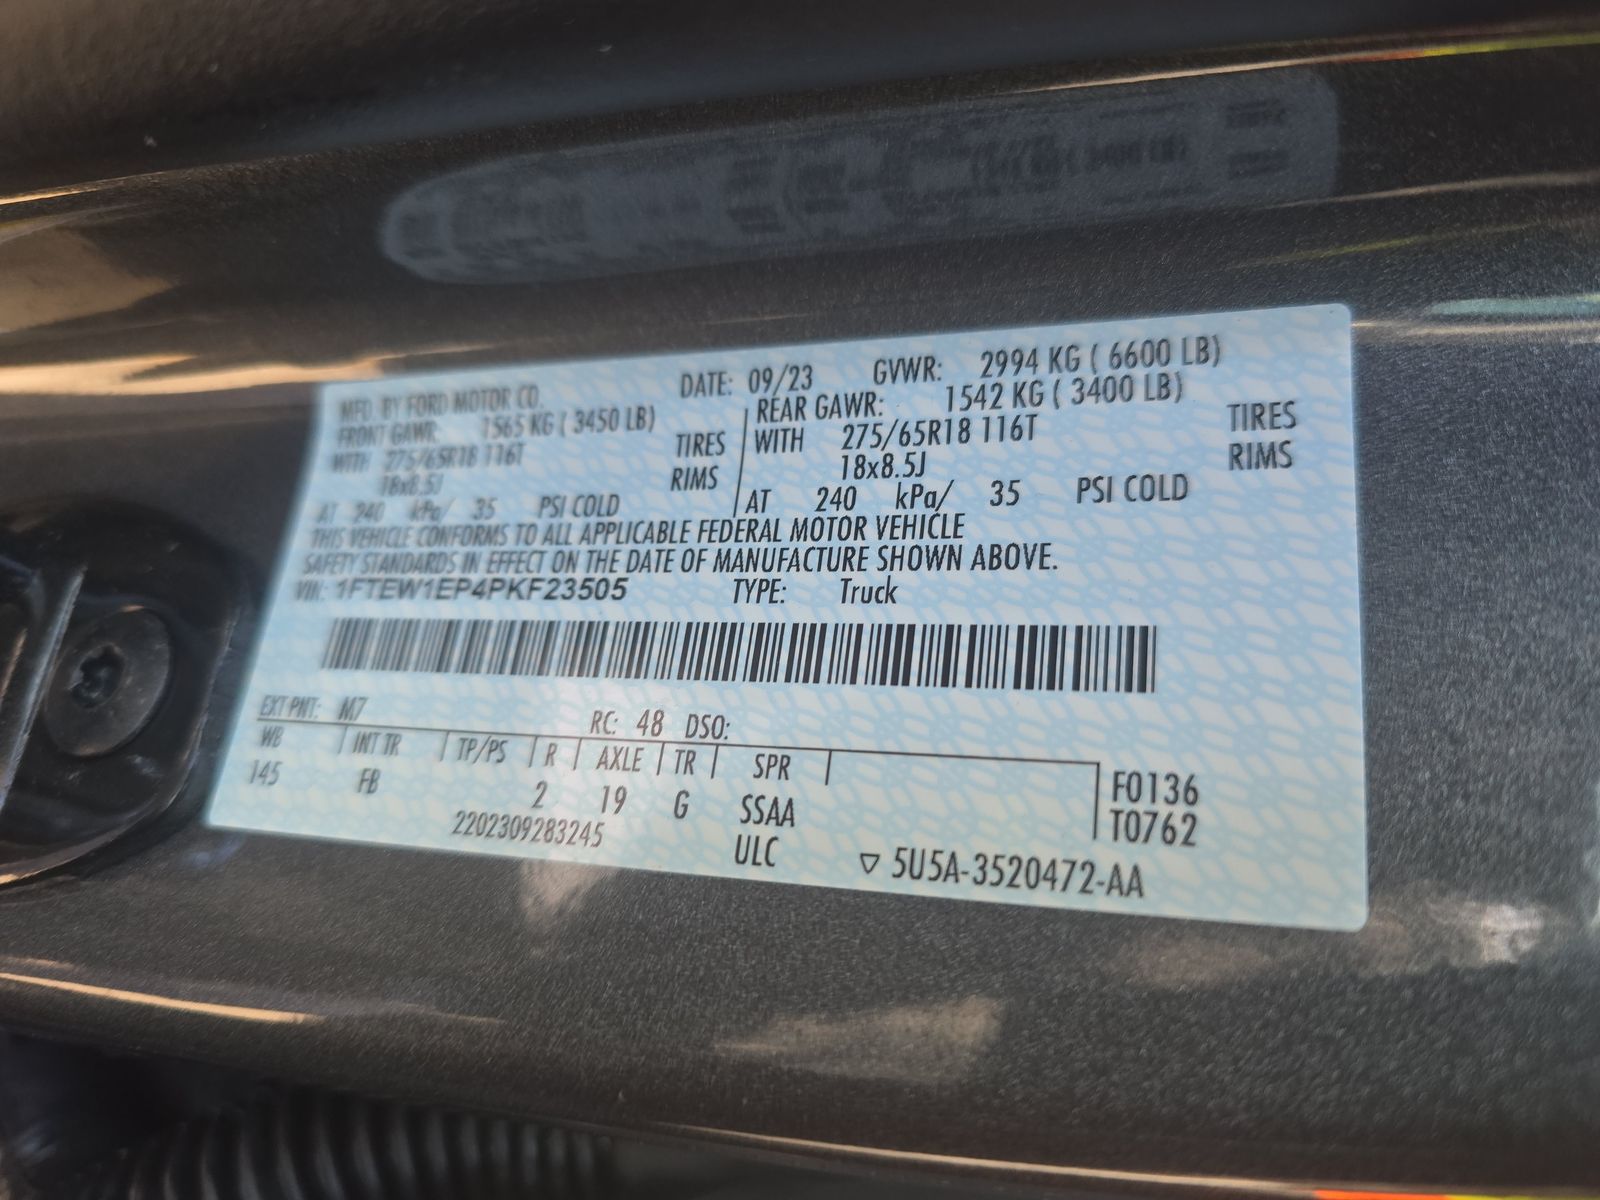 MFD. BY FORD MOTOR CO. DATE: 09/23 GVWR: 2994 KG ( 6600 LB)
FRONT GAWR: 1565 KG ( 3450 LB) REAR GAWR: 1542 KG ( 3400 LB)
WITH 275/65R18 116T TIRES WITH 275/65R18 116T TIRES
18x8.5J RIMS 18x8.5J RIMS
AT 240 kPa/ 35 PSI COLD AT 240 kPa/ 35 PSI COLD
THIS VEHICLE CONFORMS TO ALL APPLICABLE FEDERAL MOTOR VEHICLE
SAFETY STANDARDS IN EFFECT ON THE DATE OF MANUFACTURE SHOWN ABOVE.
VIN: 1FTEW1EP4PKF23505 TYPE: Truck
EXT PNT: M7 RC: 48 DSO:
WB INT TR TP/PS R AXLE TR SPR F0136
145 FB 2 19 G SSAA T0762
2202309283245 ULC ▽ 5U5A-3520472-AA